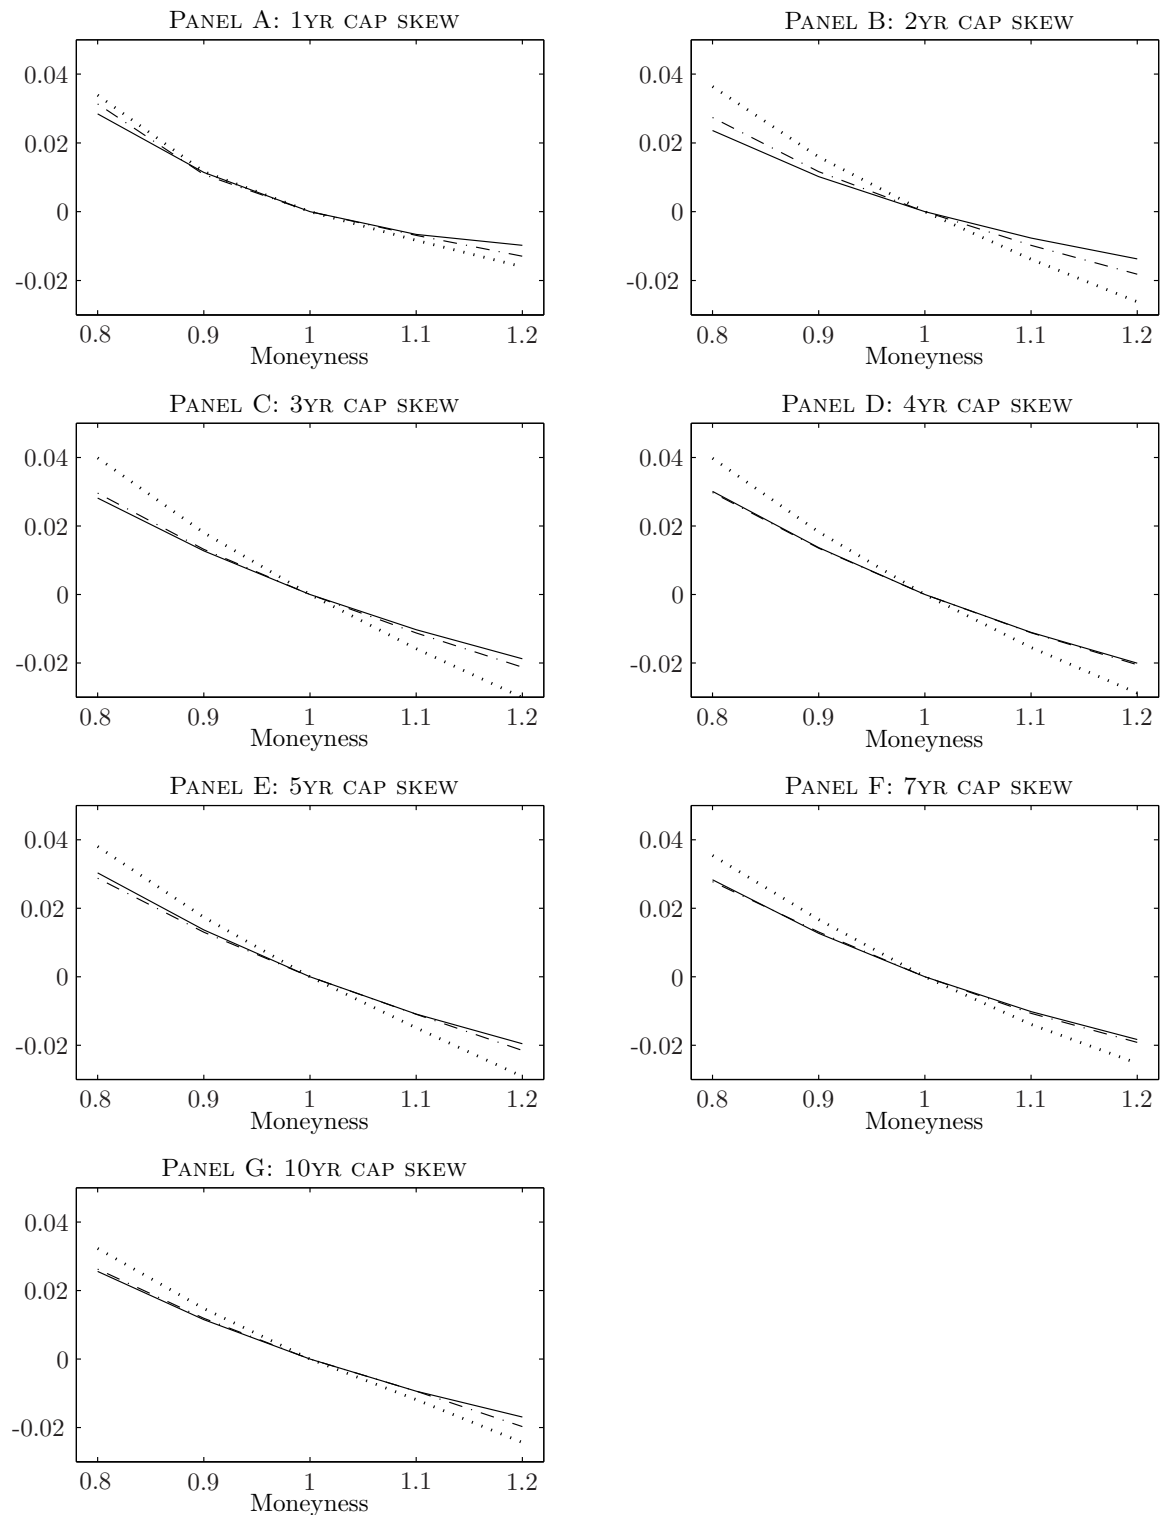 PANEL A: 1YR CAP SKEW
0.04
0.02
0
-0.02
0.8 0.9 1 1.1 1.2
Moneyness
PANEL B: 2YR CAP SKEW
0.04
0.02
0
-0.02
0.8 0.9 1 1.1 1.2
Moneyness
PANEL C: 3YR CAP SKEW
0.04
0.02
0
-0.02
0.8 0.9 1 1.1 1.2
Moneyness
PANEL D: 4YR CAP SKEW
0.04
0.02
0
-0.02
0.8 0.9 1 1.1 1.2
Moneyness
PANEL E: 5YR CAP SKEW
0.04
0.02
0
-0.02
0.8 0.9 1 1.1 1.2
Moneyness
PANEL F: 7YR CAP SKEW
0.04
0.02
0
-0.02
0.8 0.9 1 1.1 1.2
Moneyness
PANEL G: 10YR CAP SKEW
0.04
0.02
0
-0.02
0.8 0.9 1 1.1 1.2
Moneyness